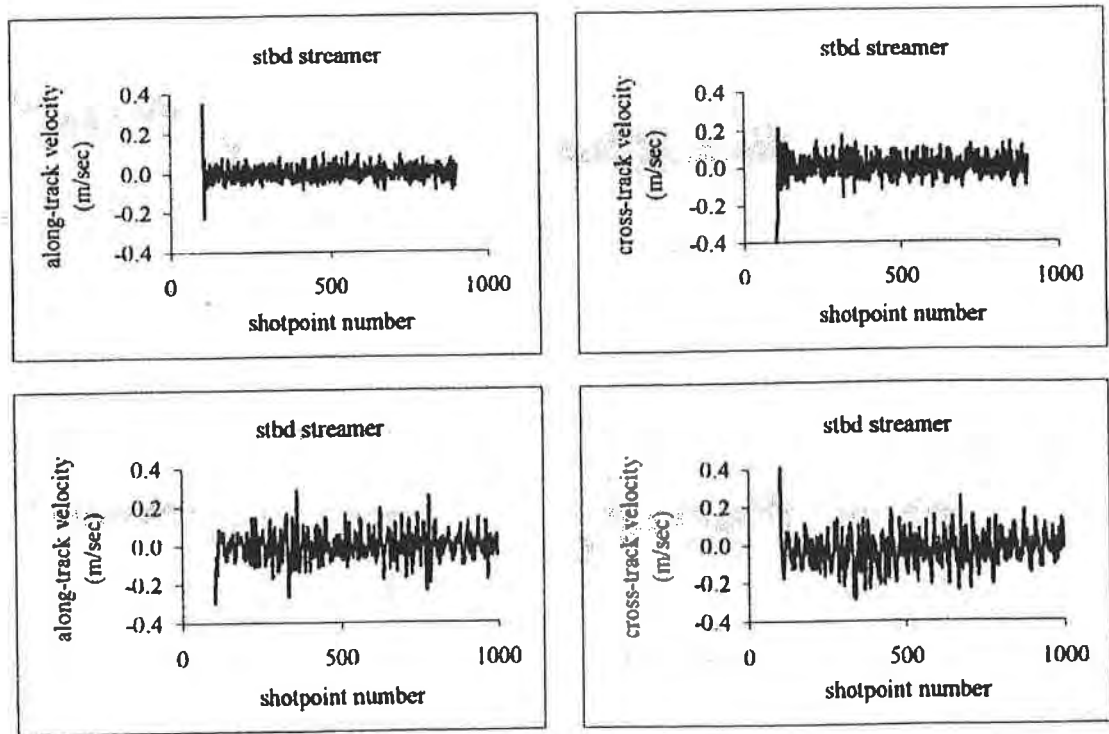 stbd streamer
along-track velocity
(m/sec)
0.4
0.2
0.0
-0.2
-0.4
0
500
1000
shotpoint number
stbd streamer
cross-track velocity
(m/sec)
0.4
0.2
0.0
-0.2
-0.4
0
500
1000
shotpoint number
stbd streamer
along-track velocity
(m/sec)
0.4
0.2
0.0
-0.2
-0.4
0
500
1000
shotpoint number
stbd streamer
cross-track velocity
(m/sec)
0.4
0.2
0.0
-0.2
-0.4
0
500
1000
shotpoint number